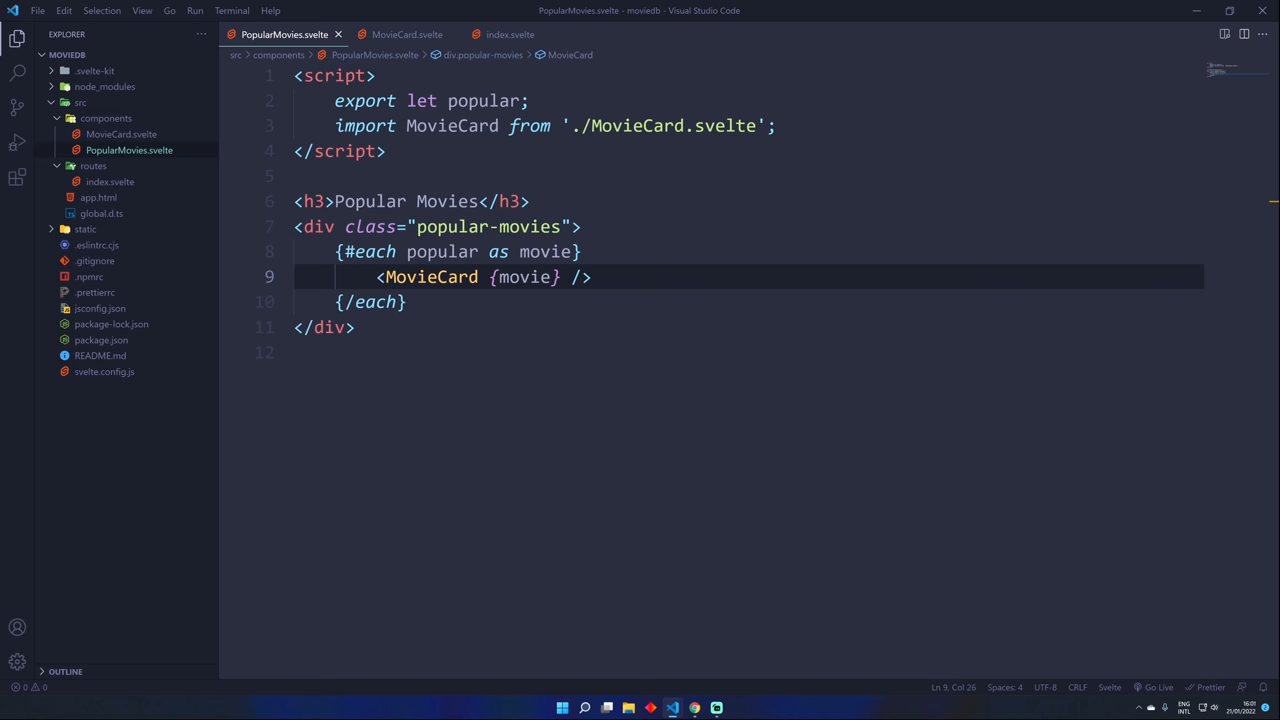 File Edit Selection View Go Run Terminal Help
PopularMovies.svelte - moviedb - Visual Studio Code
EXPLORER
MOVIEDB
.svelte-kit
node_modules
src
components
MovieCard.svelte
PopularMovies.svelte
routes
index.svelte
app.html
global.d.ts
static
.eslintrc.cjs
.gitignore
.npmrc
.prettierrc
jsconfig.json
package-lock.json
package.json
README.md
svelte.config.js
OUTLINE
PopularMovies.svelte MovieCard.svelte index.svelte
src > components > PopularMovies.svelte > div.popular-movies > MovieCard
1 <script>
2 export let popular;
3 import MovieCard from './MovieCard.svelte';
4 </script>
5
6 <h3>Popular Movies</h3>
7 <div class="popular-movies">
8 {#each popular as movie}
9 <MovieCard {movie} />
10 {/each}
11 </div>
12
0 0
Ln 9, Col 26 Spaces: 4 UTF-8 CRLF Svelte Go Live Prettier
ENG
INTL
16:01
21/01/2022